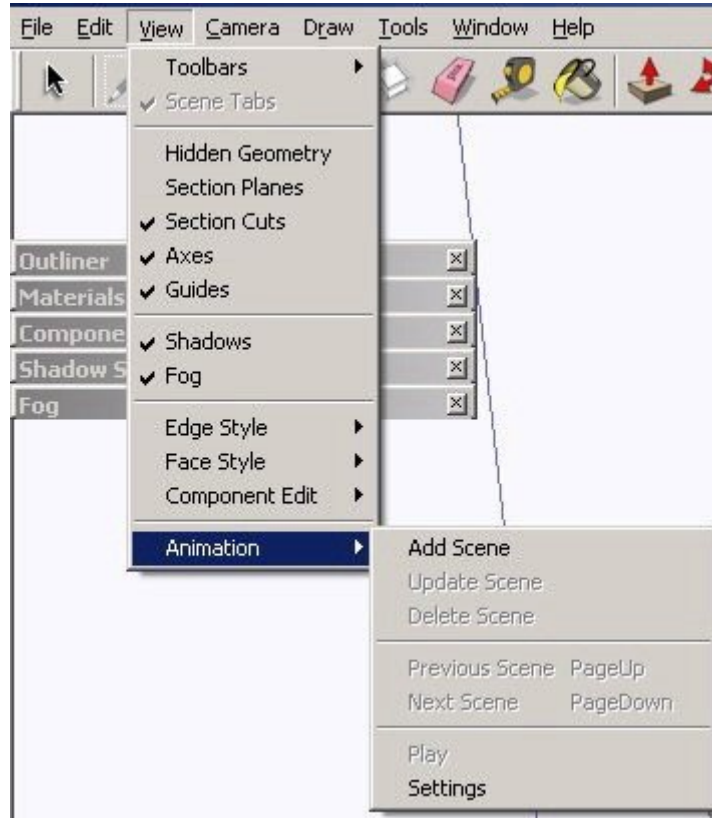 File Edit View Camera Draw Tools Window Help
Toolbars
Scene Tabs
Hidden Geometry
Section Planes
Section Cuts
Axes
Guides
Shadows
Fog
Edge Style
Face Style
Component Edit
Animation
Outliner
Materials
Compone
Shadow S
Fog
Add Scene
Update Scene
Delete Scene
Previous Scene PageUp
Next Scene PageDown
Play
Settings